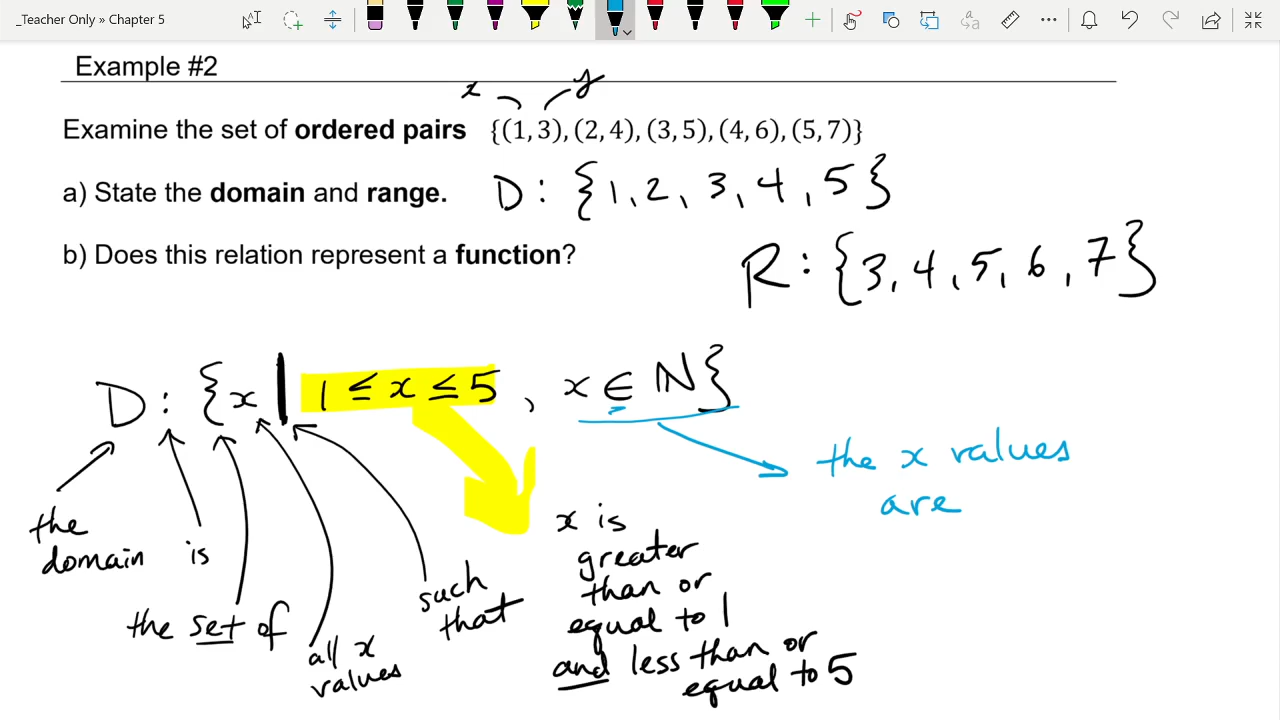 _Teacher Only » Chapter 5
Example #2
x y
Examine the set of ordered pairs {(1, 3), (2, 4), (3, 5), (4, 6), (5, 7)}
a) State the domain and range. D : {1, 2, 3, 4, 5}
b) Does this relation represent a function?
R : {3, 4, 5, 6, 7}
D : {x | 1 ≤ x ≤ 5 , x ∈ ℕ}
the x values
are
the
domain
is
the set of
all x
values
such
that
x is
greater
than or
equal to 1
and less than or
equal to 5